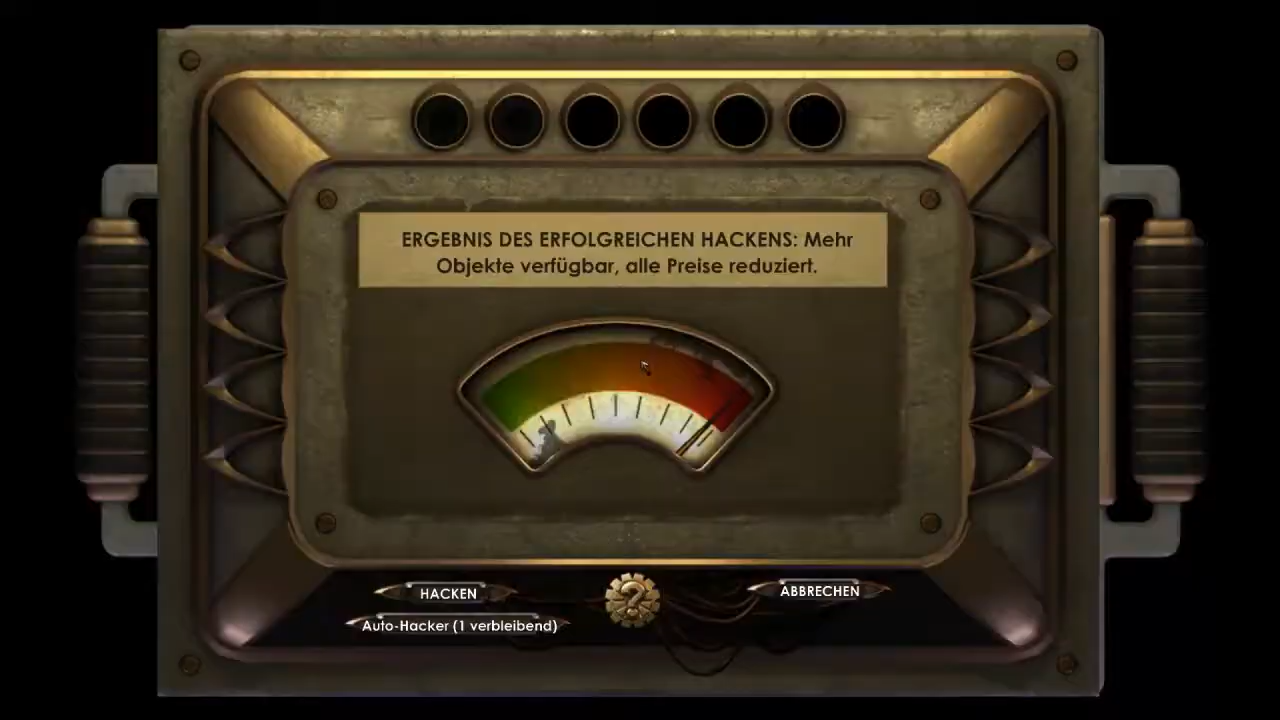 ERGEBNIS DES ERFOLGREICHEN HACKENS: Mehr
Objekte verfügbar, alle Preise reduziert.
HACKEN
?
ABBRECHEN
Auto-Hacker (1 verbleibend)